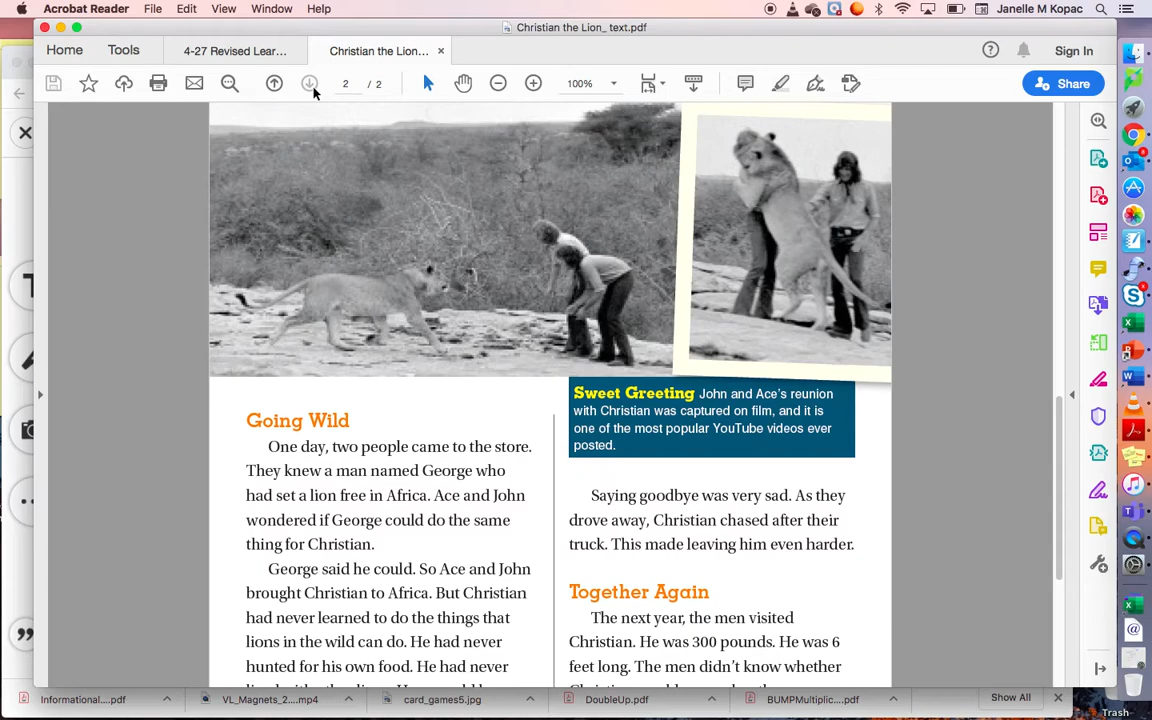 Acrobat Reader File Edit View Window Help Janelle M Kopac
Christian the Lion_ text.pdf
Home Tools 4-27 Revised Lear... Christian the Lion... × Sign In
2 / 2 100% Share
Sweet Greeting John and Ace's reunion
with Christian was captured on film, and it is
one of the most popular YouTube videos ever
posted.
Going Wild
One day, two people came to the store.
They knew a man named George who
had set a lion free in Africa. Ace and John
wondered if George could do the same
thing for Christian.
George said he could. So Ace and John
brought Christian to Africa. But Christian
had never learned to do the things that
lions in the wild can do. He had never
hunted for his own food. He had never
Saying goodbye was very sad. As they
drove away, Christian chased after their
truck. This made leaving him even harder.
Together Again
The next year, the men visited
Christian. He was 300 pounds. He was 6
feet long. The men didn't know whether
Informational....pdf VL_Magnets_2....mp4 card_games5.jpg DoubleUp.pdf BUMPMultiplic....pdf Show All
Trash